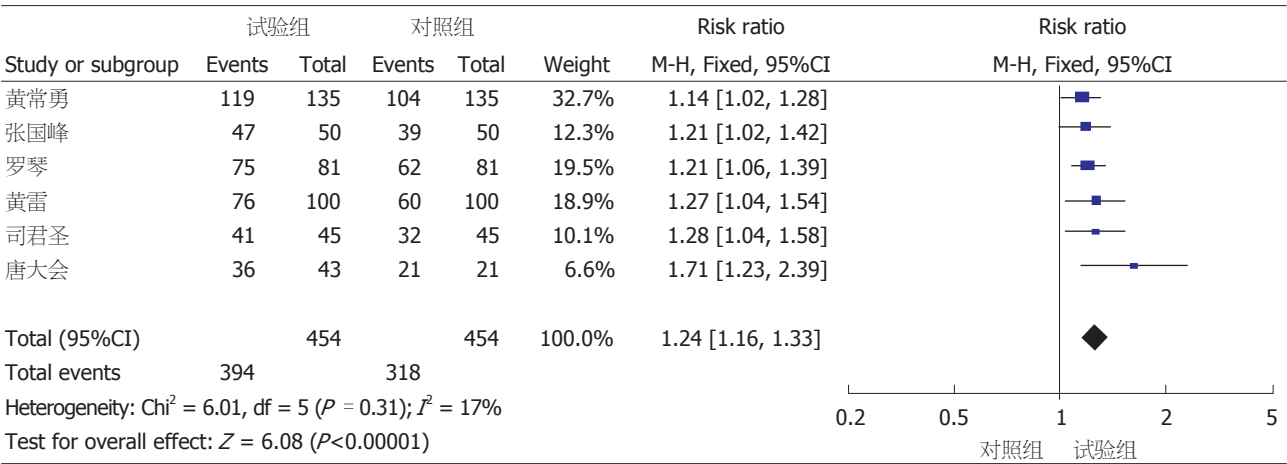 试验组 对照组 Risk ratio Risk ratio
Study or subgroup Events Total Events Total Weight M-H, Fixed, 95%CI M-H, Fixed, 95%CI
黄常勇 119 135 104 135 32.7% 1.14 [1.02, 1.28]
张国峰 47 50 39 50 12.3% 1.21 [1.02, 1.42]
罗琴 75 81 62 81 19.5% 1.21 [1.06, 1.39]
黄雷 76 100 60 100 18.9% 1.27 [1.04, 1.54]
司君圣 41 45 32 45 10.1% 1.28 [1.04, 1.58]
唐大会 36 43 21 21 6.6% 1.71 [1.23, 2.39]
Total (95%CI) 454 454 100.0% 1.24 [1.16, 1.33]
Total events 394 318
Heterogeneity: Chi² = 6.01, df = 5 (P = 0.31); I² = 17%
Test for overall effect: Z = 6.08 (P<0.00001)
0.2 0.5 1 2 5
对照组 试验组